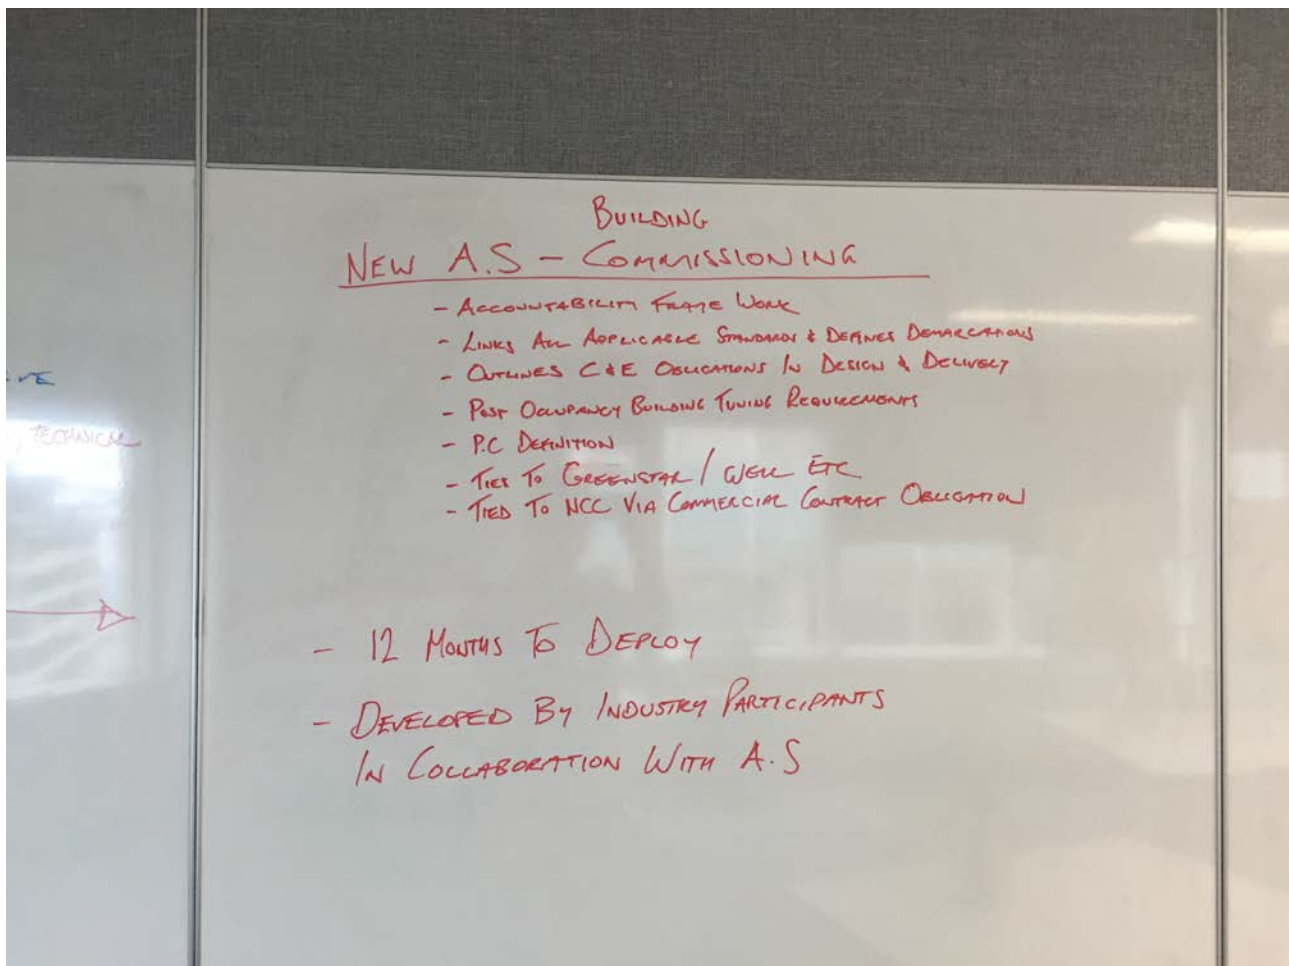 BUILDING
NEW A.S - COMMISSIONING
- ACCOUNTABILITY FRAME WORK
- LINKS ALL APPLICABLE STANDARDS & DEFINES DEMARCATIONS
- OUTLINES C&E OBLIGATIONS IN DESIGN & DELIVERY
- POST OCCUPANCY BUILDING TUNING REQUIREMENTS
- P.C DEFINITION
- TIES TO GREENSTAR / WELL ETC
- TIED TO NCC VIA COMMERCIAL CONTRACT OBLIGATION
TECHNICAL
- 12 MONTHS TO DEPLOY
- DEVELOPED BY INDUSTRY PARTICIPANTS
IN COLLABORATION WITH A.S